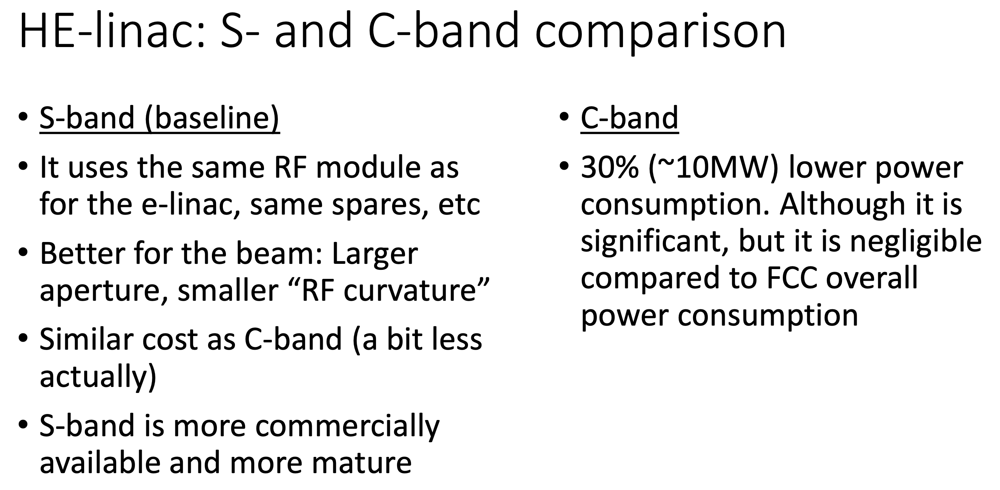 HE-linac: S- and C-band comparison
• S-band (baseline)
• It uses the same RF module as
for the e-linac, same spares, etc
• Better for the beam: Larger
aperture, smaller “RF curvature”
• Similar cost as C-band (a bit less
actually)
• S-band is more commercially
available and more mature
• C-band
• 30% (~10MW) lower power
consumption. Although it is
significant, but it is negligible
compared to FCC overall
power consumption